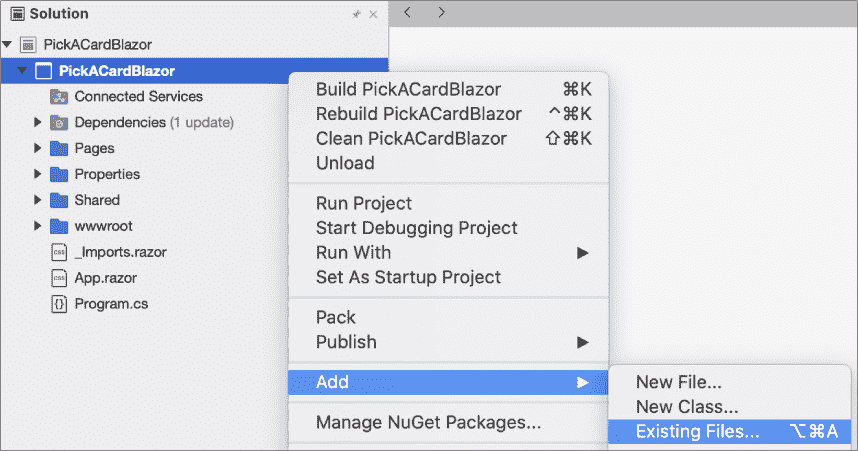 Solution
PickACardBlazor
PickACardBlazor
Connected Services
Dependencies (1 update)
Pages
Properties
Shared
wwwroot
_Imports.razor
App.razor
Program.cs
Build PickACardBlazor ⌘K
Rebuild PickACardBlazor ^⌘K
Clean PickACardBlazor ⇧⌘K
Unload
Run Project
Start Debugging Project
Run With
Set As Startup Project
Pack
Publish
Add
Manage NuGet Packages...
New File...
New Class...
Existing Files... ⌥⌘A